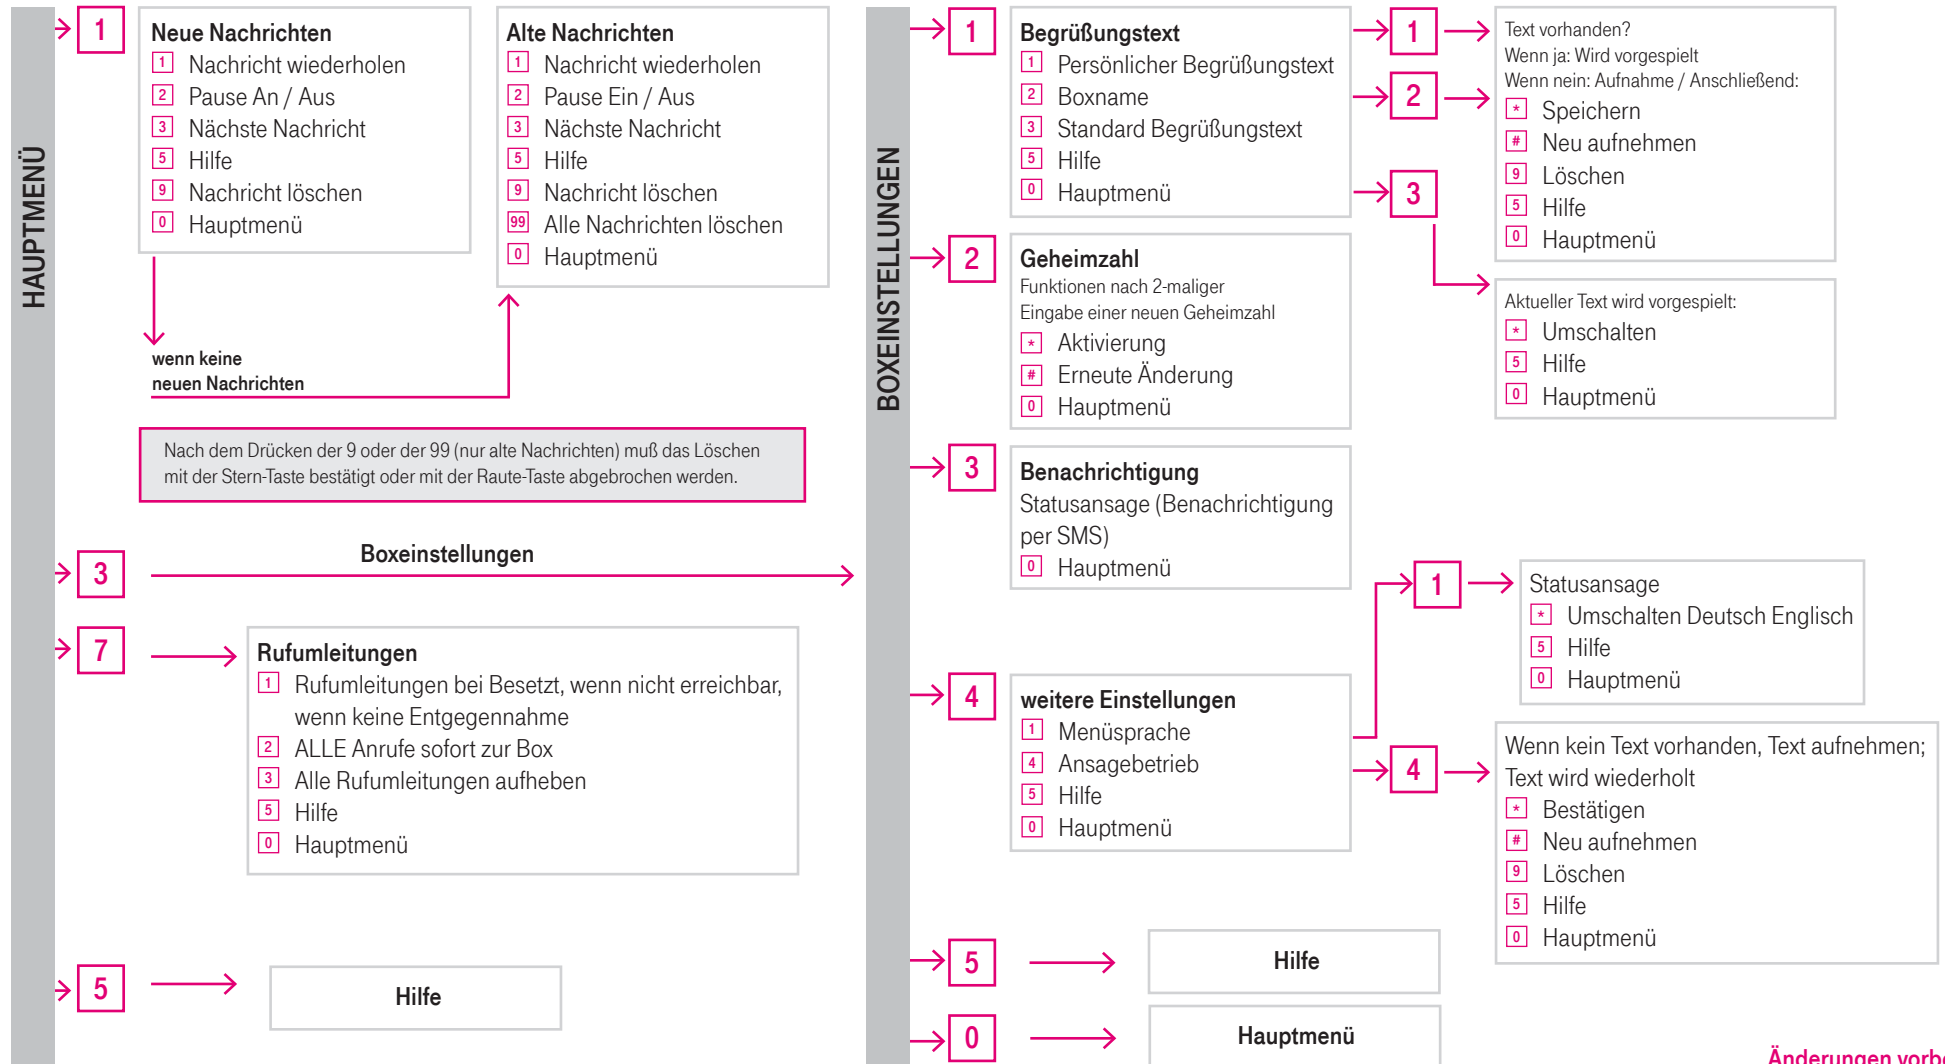 HAUPTMENÜ
1
Neue Nachrichten
1 Nachricht wiederholen
2 Pause An / Aus
3 Nächste Nachricht
5 Hilfe
9 Nachricht löschen
0 Hauptmenü
wenn keine
neuen Nachrichten
Alte Nachrichten
1 Nachricht wiederholen
2 Pause Ein / Aus
3 Nächste Nachricht
5 Hilfe
9 Nachricht löschen
99 Alle Nachrichten löschen
0 Hauptmenü
Nach dem Drücken der 9 oder der 99 (nur alte Nachrichten) muß das Löschen
mit der Stern-Taste bestätigt oder mit der Raute-Taste abgebrochen werden.
3
Boxeinstellungen
7
Rufumleitungen
1 Rufumleitungen bei Besetzt, wenn nicht erreichbar,
wenn keine Entgegennahme
2 ALLE Anrufe sofort zur Box
3 Alle Rufumleitungen aufheben
5 Hilfe
0 Hauptmenü
5
Hilfe
BOXEINSTELLUNGEN
1
Begrüßungstext
1 Persönlicher Begrüßungstext
2 Boxname
3 Standard Begrüßungstext
5 Hilfe
0 Hauptmenü
1
2
Text vorhanden?
Wenn ja: Wird vorgespielt
Wenn nein: Aufnahme / Anschließend:
* Speichern
# Neu aufnehmen
9 Löschen
5 Hilfe
0 Hauptmenü
3
Aktueller Text wird vorgespielt:
* Umschalten
5 Hilfe
0 Hauptmenü
2
Geheimzahl
Funktionen nach 2-maliger
Eingabe einer neuen Geheimzahl
* Aktivierung
# Erneute Änderung
0 Hauptmenü
3
Benachrichtigung
Statusansage (Benachrichtigung
per SMS)
0 Hauptmenü
4
weitere Einstellungen
1 Menüsprache
4 Ansagebetrieb
5 Hilfe
0 Hauptmenü
1
Statusansage
* Umschalten Deutsch Englisch
5 Hilfe
0 Hauptmenü
4
Wenn kein Text vorhanden, Text aufnehmen;
Text wird wiederholt
* Bestätigen
# Neu aufnehmen
9 Löschen
5 Hilfe
0 Hauptmenü
5
Hilfe
0
Hauptmenü
Änderungen